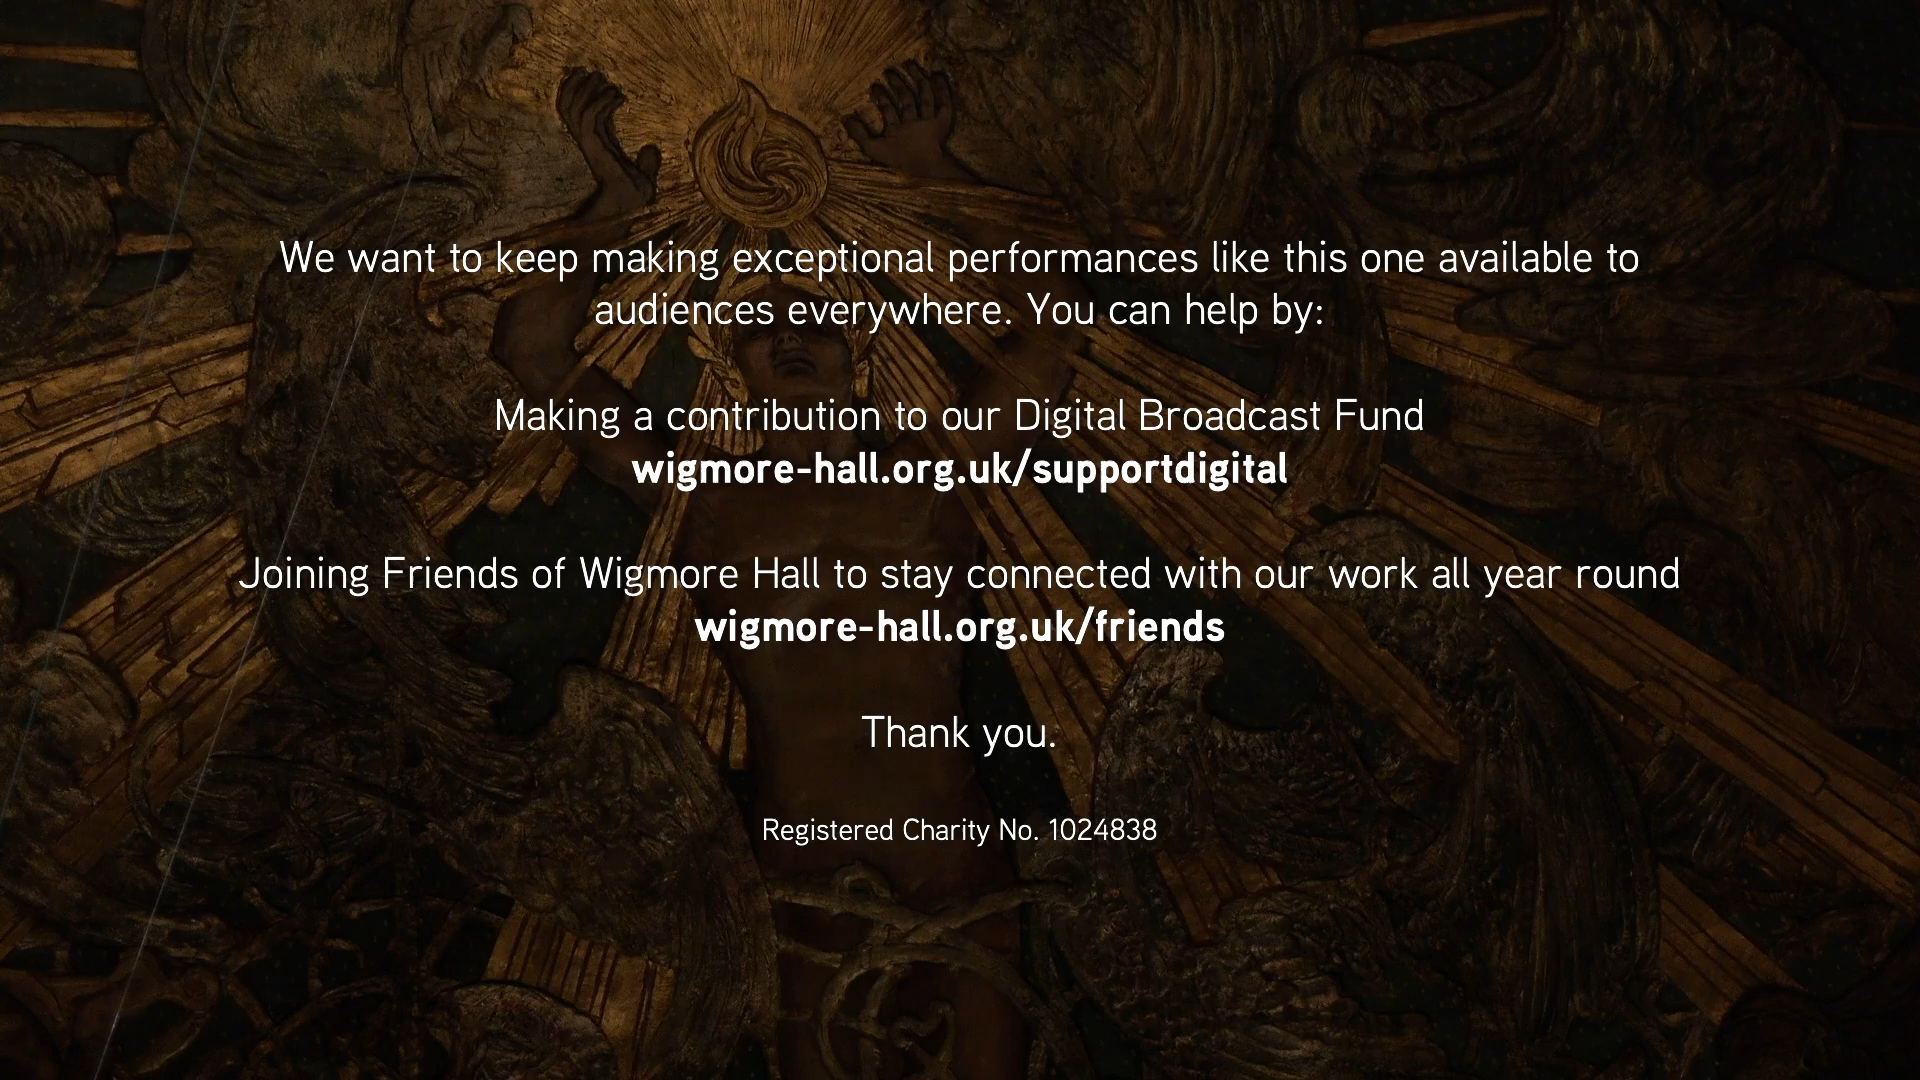 We want to keep making exceptional performances like this one available to
audiences everywhere. You can help by:
Making a contribution to our Digital Broadcast Fund
wigmore-hall.org.uk/supportdigital
Joining Friends of Wigmore Hall to stay connected with our work all year round
wigmore-hall.org.uk/friends
Thank you.
Registered Charity No. 1024838